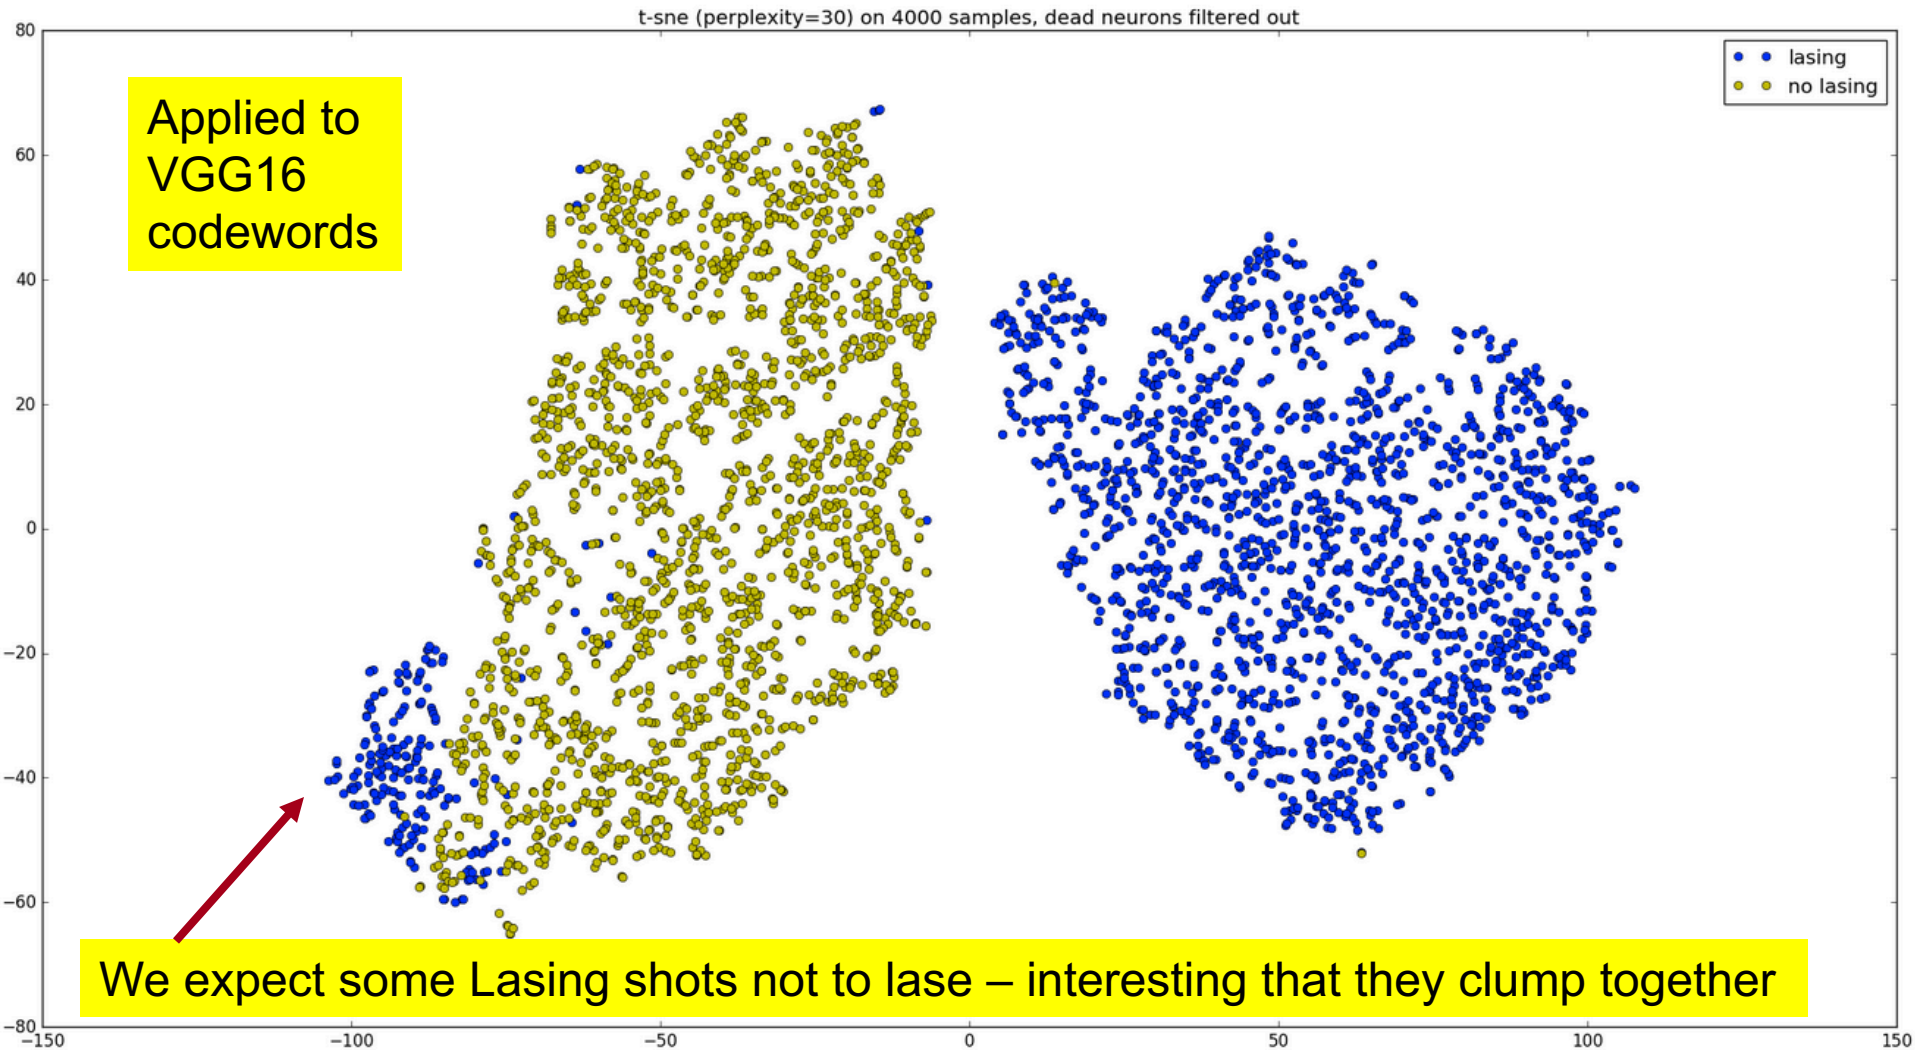 t-sne (perplexity=30) on 4000 samples, dead neurons filtered out
80
60
40
20
0
−20
−40
−60
−80
−150
−100
−50
0
50
100
150
lasing
no lasing
Applied to
VGG16
codewords
We expect some Lasing shots not to lase – interesting that they clump together